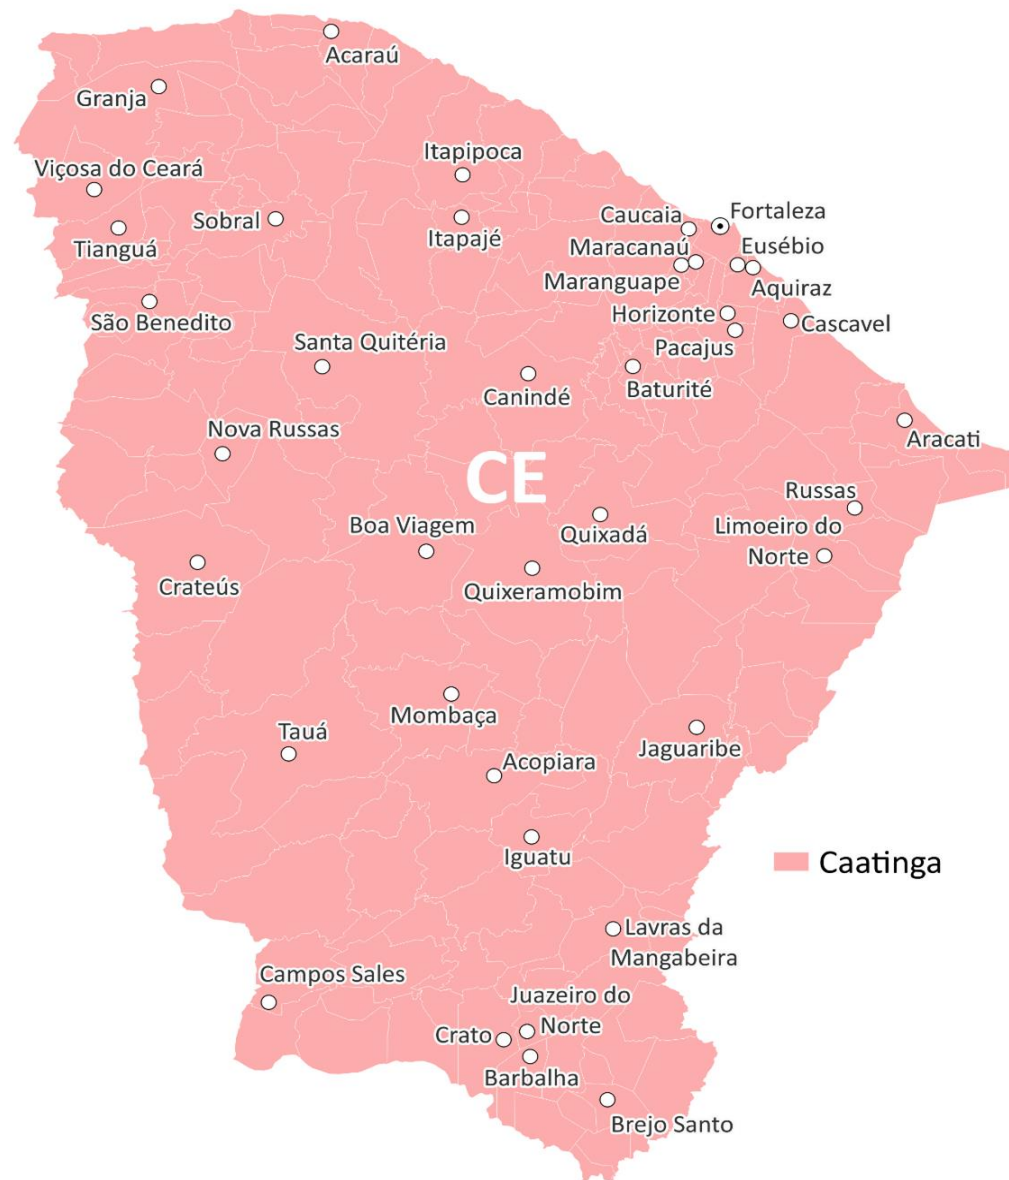 Acaraú
Granja
Itapipoca
Viçosa do Ceará
Sobral
Itapajé
Caucaia
Fortaleza
Tianguá
Maracanaú
Eusébio
Maranguape
Aquiraz
São Benedito
Horizonte
Cascavel
Santa Quitéria
Pacajus
Canindé
Baturité
Nova Russas
Aracati
CE
Russas
Boa Viagem
Quixadá
Limoeiro do
Norte
Crateús
Quixeramobim
Mombaça
Tauá
Jaguaribe
Acopiara
Iguatu
Caatinga
Lavras da
Mangabeira
Campos Sales
Juazeiro do
Norte
Crato
Barbalha
Brejo Santo